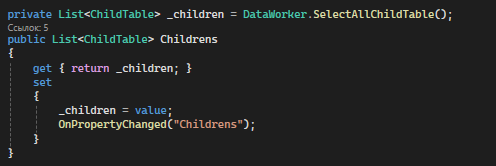 private List<ChildTable> _children = DataWorker.SelectAllChildTable();
Ссылок: 5
public List<ChildTable> Childrens
{
get { return _children; }
set
{
_children = value;
OnPropertyChanged("Childrens");
}
}